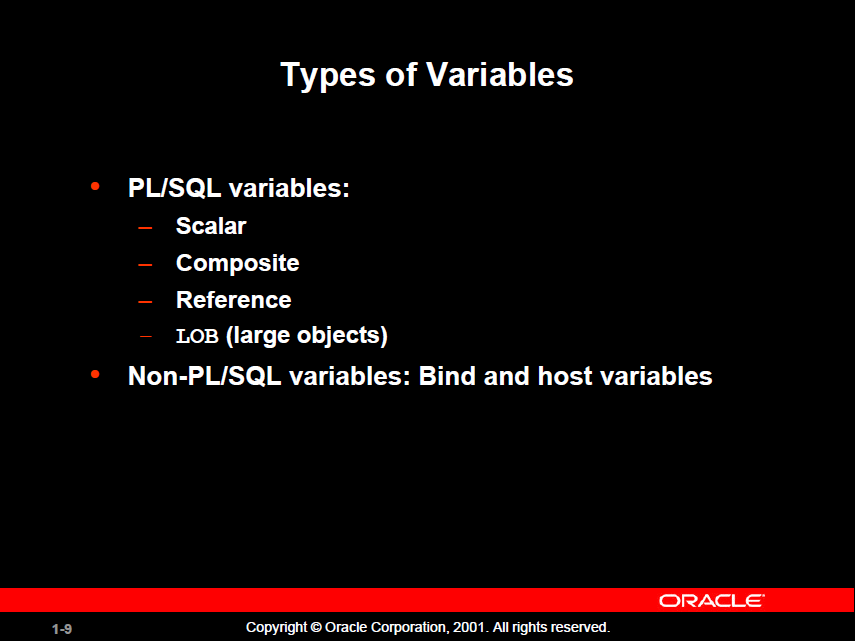 Types of Variables
• PL/SQL variables:
– Scalar
– Composite
– Reference
– LOB (large objects)
• Non-PL/SQL variables: Bind and host variables
ORACLE®
1-9
Copyright © Oracle Corporation, 2001. All rights reserved.